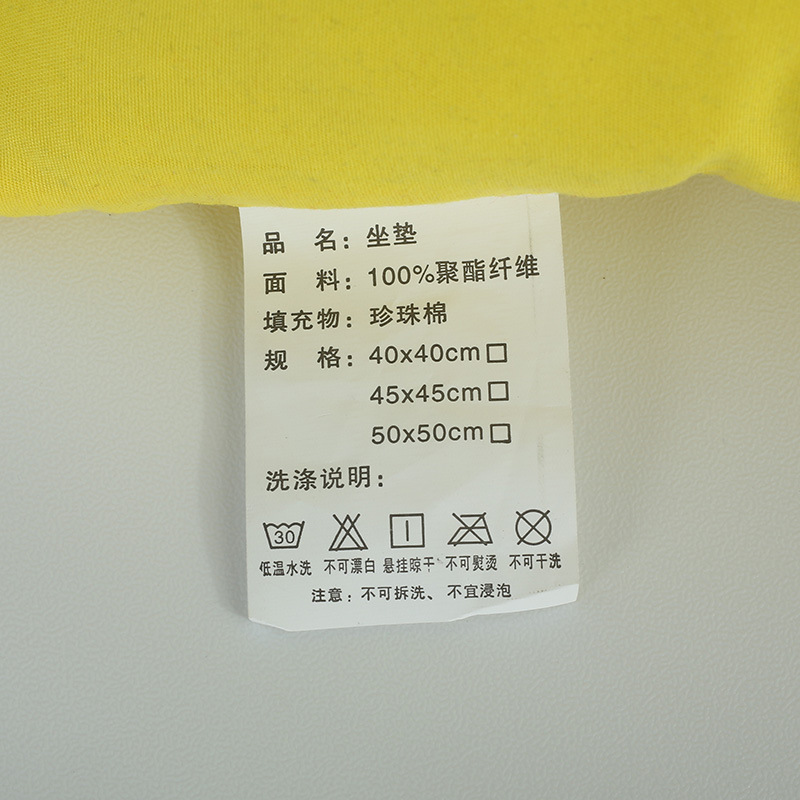 品 名：坐垫
面 料：100%聚酯纤维
填充物：珍珠棉
规 格：40x40cm□
45x45cm□
50x50cm□
洗涤说明：
30
低温水洗 不可漂白 悬挂晾干 不可熨烫 不可干洗
注意：不可拆洗、不宜浸泡